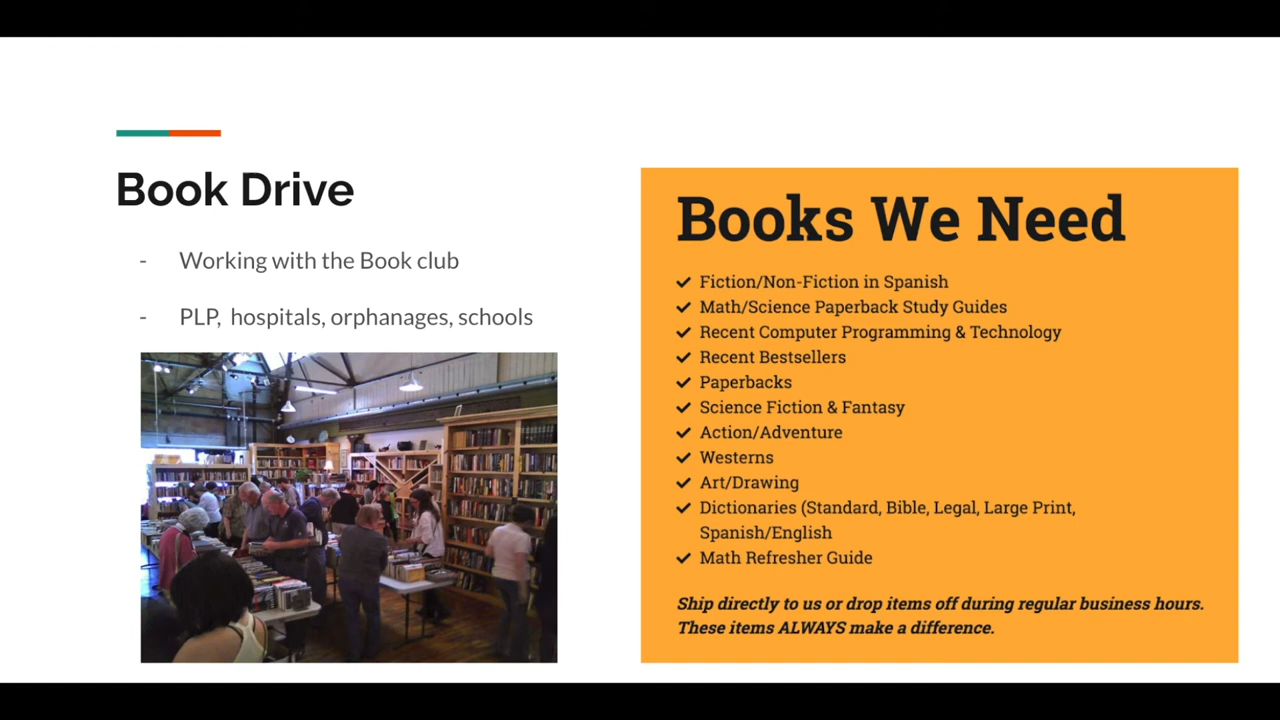 Book Drive
- Working with the Book club
- PLP, hospitals, orphanages, schools
Books We Need
✓ Fiction/Non-Fiction in Spanish
✓ Math/Science Paperback Study Guides
✓ Recent Computer Programming & Technology
✓ Recent Bestsellers
✓ Paperbacks
✓ Science Fiction & Fantasy
✓ Action/Adventure
✓ Westerns
✓ Art/Drawing
✓ Dictionaries (Standard, Bible, Legal, Large Print,
Spanish/English
✓ Math Refresher Guide
Ship directly to us or drop items off during regular business hours.
These items ALWAYS make a difference.